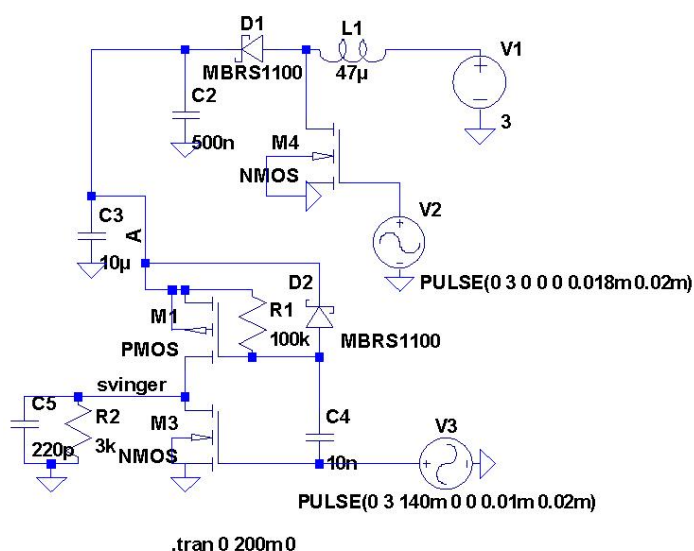 D1
L1
V1
MBRS1100
47µ
C2
3
500n
M4
NMOS
V2
C3
A
10µ
PULSE(0 3 0 0 0 0.018m 0.02m)
D2
M1
R1
100k
MBRS1100
PMOS
svinger
C5
R2
M3
C4
V3
220p
3k
NMOS
10n
PULSE(0 3 140m 0 0 0.01m 0.02m)
.tran 0 200m 0